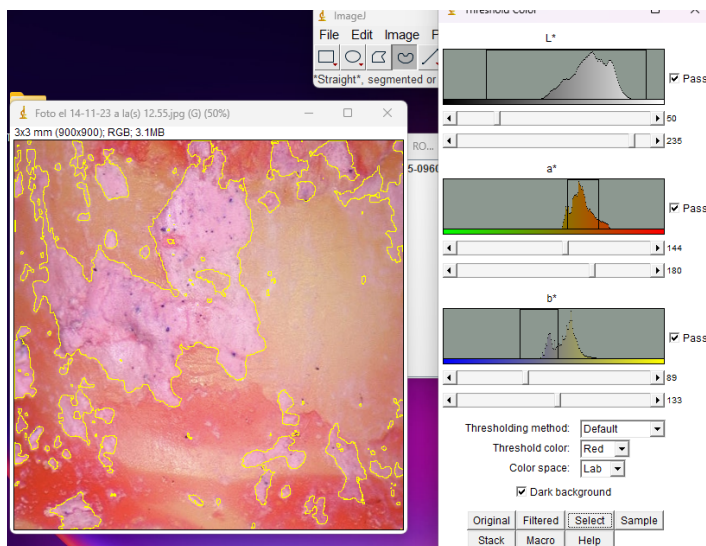 ImageJ
Threshold Color
File Edit Image
*Straight*, segmented or
Foto el 14-11-23 a la(s) 12.55.jpg (G) (50%)
3x3 mm (900x900); RGB; 3.1MB
RO...
5-0960
L*
Pass
50
235
a*
Pass
144
180
b*
Pass
89
133
Thresholding method: Default
Threshold color: Red
Color space: Lab
Dark background
Original Filtered Select Sample
Stack Macro Help